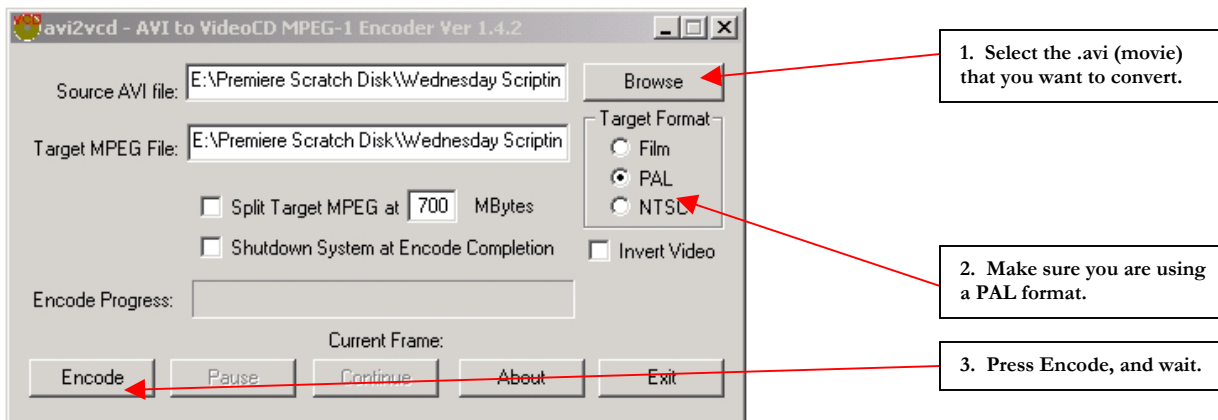 VCD avi2vcd - AVI to VideoCD MPEG-1 Encoder Ver 1.4.2
1. Select the .avi (movie)
that you want to convert.
Source AVI file: E:\Premiere Scratch Disk\Wednesday Scriptin Browse
Target Format
Target MPEG File: E:\Premiere Scratch Disk\Wednesday Scriptin Film
PAL
Split Target MPEG at 700 MBytes NTSC
Shutdown System at Encode Completion Invert Video
2. Make sure you are using
a PAL format.
Encode Progress:
Current Frame:
3. Press Encode, and wait.
Encode Pause Continue About Exit